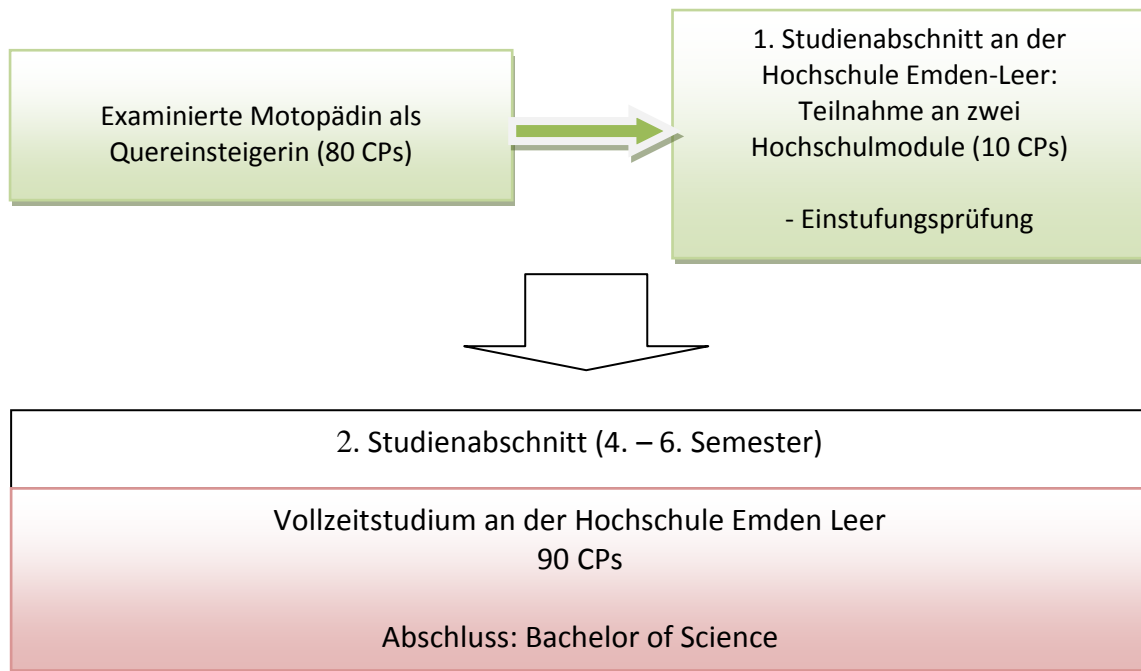 Examinierte Motopädin als
Quereinsteigerin (80 CPs)
1. Studienabschnitt an der
Hochschule Emden-Leer:
Teilnahme an zwei
Hochschulmodule (10 CPs)
- Einstufungsprüfung
2. Studienabschnitt (4. – 6. Semester)
Vollzeitstudium an der Hochschule Emden Leer
90 CPs
Abschluss: Bachelor of Science